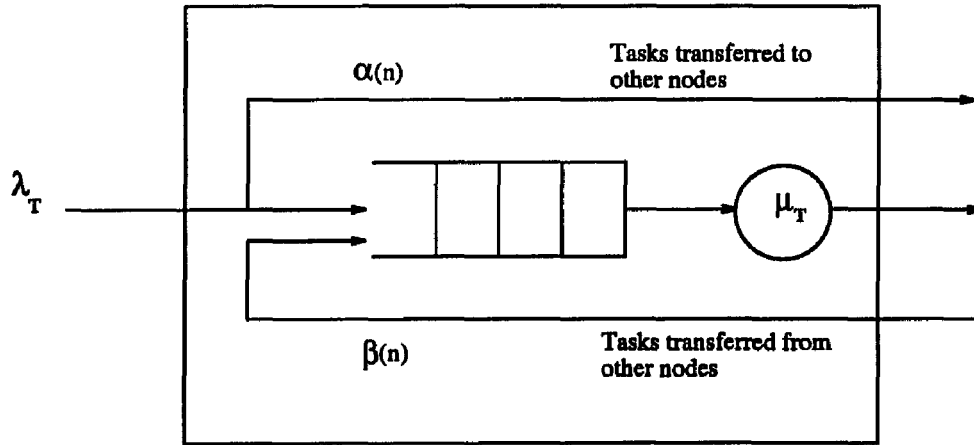 α(n)
Tasks transferred to
other nodes
λ_T
μ_T
β(n)
Tasks transferred from
other nodes